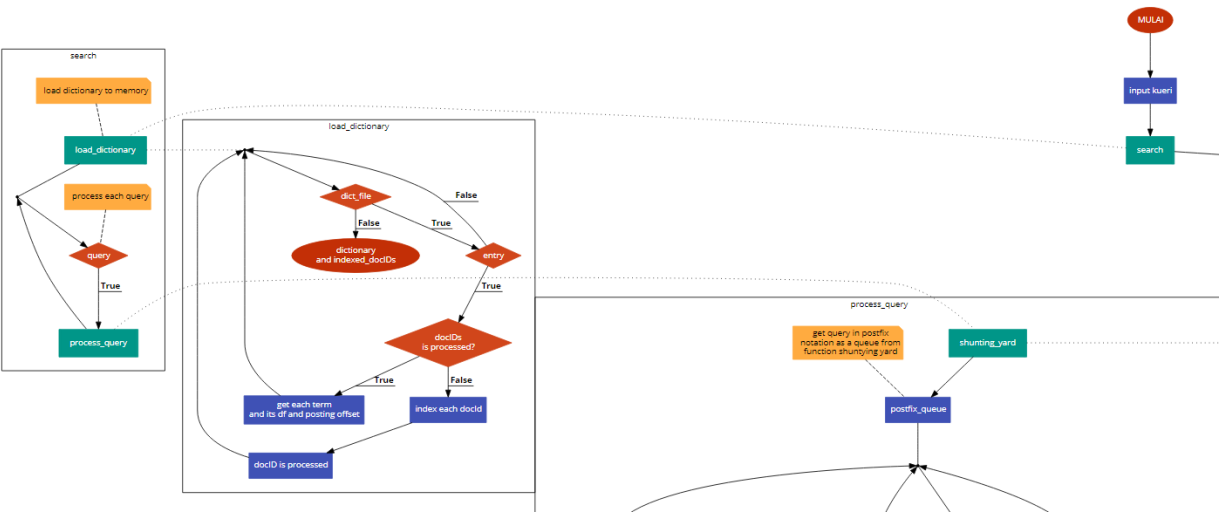 MULAI
input kueri
search
search
load dictionary to memory
load_dictionary
process each query
query
True
process_query
load_dictionary
dict_file
False
True
False
dictionary
and indexed_docIDs
entry
True
docIDs
is processed?
True
False
get each term
and its df and posting offset
index each docId
docID is processed
process_query
get query in postfix
notation as a queue from
function shuntying yard
shunting_yard
postfix_queue